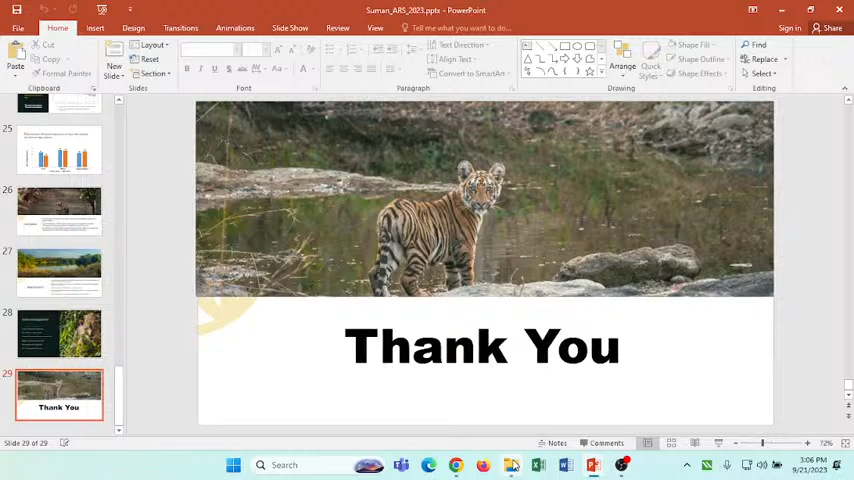 Suman_ARS_2023.pptx - PowerPoint
Sign in
Share
File
Home
Insert
Design
Transitions
Animations
Slide Show
Review
View
Tell me what you want to do...
Paste
Cut
Copy
Format Painter
Clipboard
New
Slide
Layout
Reset
Section
Slides
B I U S abc AV Aa A
Font
Paragraph
Text Direction
Align Text
Convert to SmartArt
Drawing
Arrange
Quick
Styles
Shape Fill
Shape Outline
Shape Effects
Find
Replace
Select
Editing
25
26
27
28
29
Thank You
Thank You
Slide 29 of 29
Notes
Comments
72%
Search
3:06 PM
9/21/2023